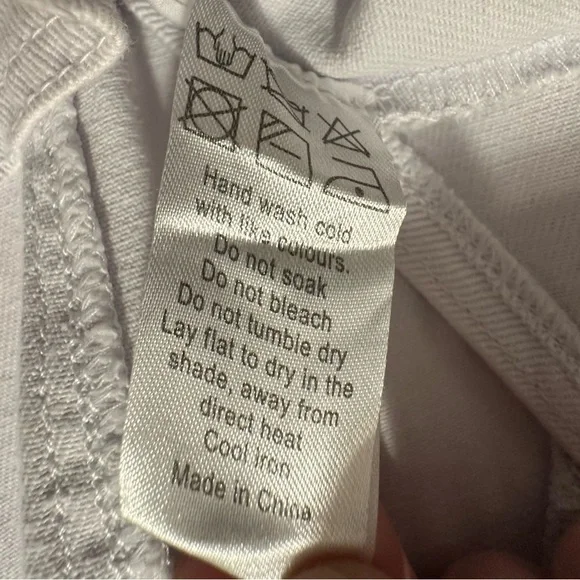 Hand wash cold
with like colours.
Do not soak
Do not bleach
Do not tumble dry
Lay flat to dry in the
shade, away from
direct heat
Cool iron
Made in China